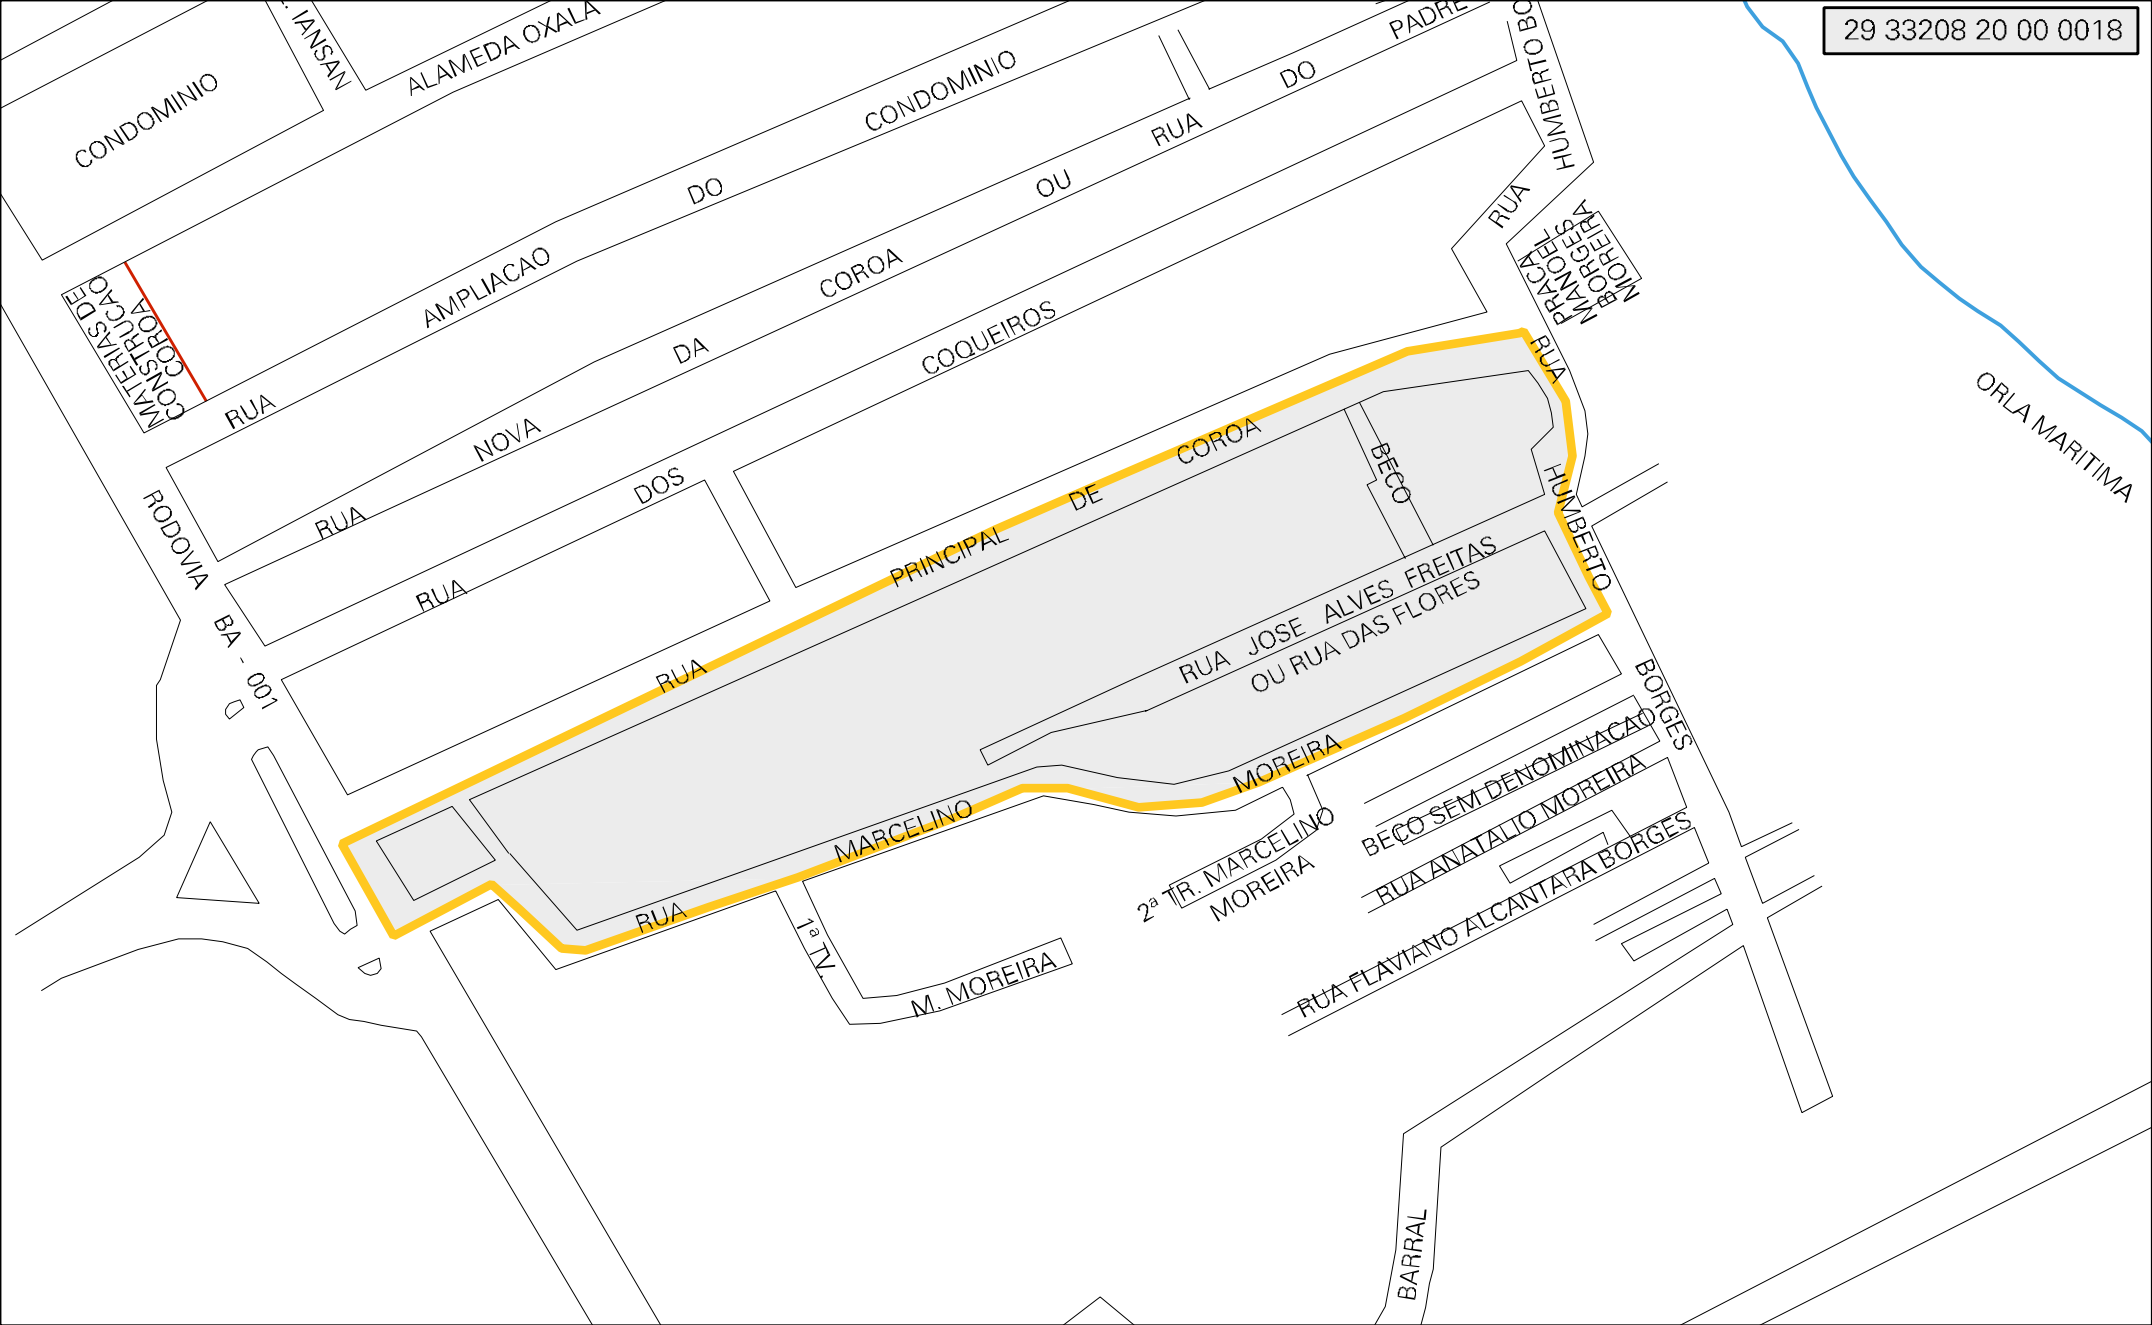 29 33208 20 00 0018
IANSAN
ALAMEDA OXALA
CONDOMINIO
RUA AMPLIACAO DO CONDOMINIO
RUA NOVA DA COROA OU RUA DO PADRE
RUA DOS COQUEIROS
MATERIAS DE
CONSTRUCAO
COROA
RUA HUMBERTO BO
PRACA
MANOEL
BORGES
MOREIRA
ORLA MARITIMA
RODOVIA BA - 001
RUA PRINCIPAL DE COROA
BECO
RUA HUMBERTO BORGES
RUA JOSE ALVES FREITAS
OU RUA DAS FLORES
RUA MARCELINO MOREIRA
1ª TV.
M. MOREIRA
2ª TR. MARCELINO
MOREIRA
BECO SEM DENOMINACAO
RUA ANATALIO MOREIRA
RUA FLAVIANO ALCANTARA BORGES
BARRAL